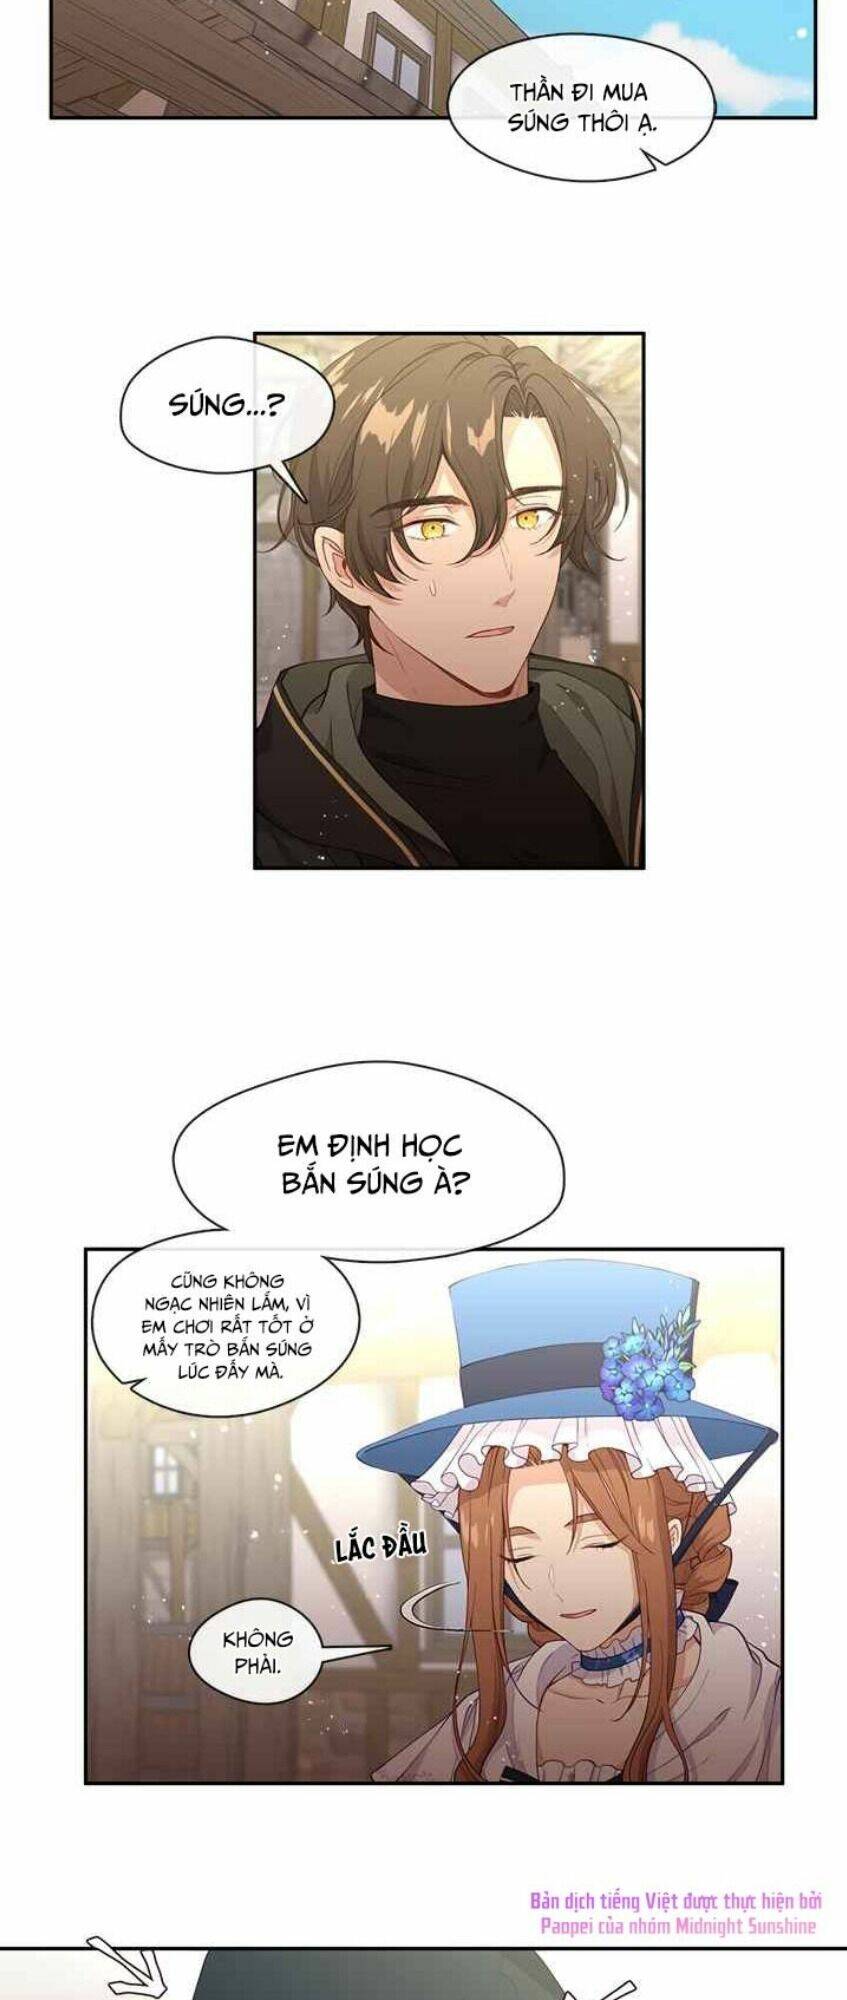 THẦN ĐI MUA
SÚNG THÔI Ạ.
SÚNG...?
EM ĐỊNH HỌC
BẮN SÚNG À?
CŨNG KHÔNG
NGẠC NHIÊN LẮM, VÌ
EM CHƠI RẤT TỐT Ở
MẤY TRÒ BẮN SÚNG
LÚC ĐẤY MÀ.
LẮC ĐẦU
KHÔNG
PHẢI.
Bản dịch tiếng Việt được thực hiện bởi
Paopei của nhóm Midnight Sunshine